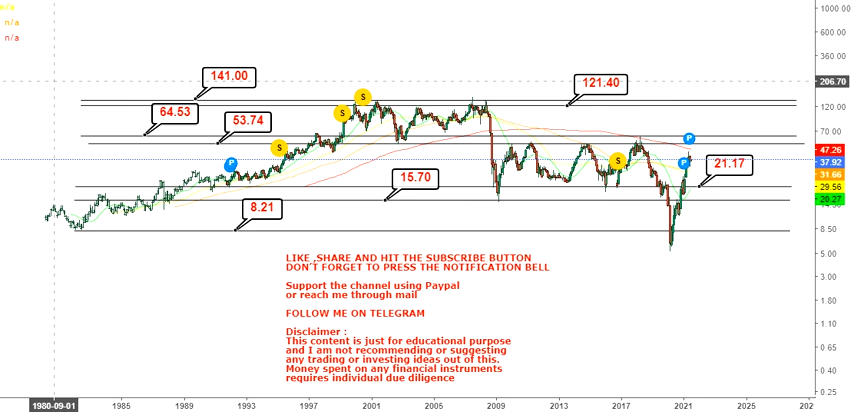 n/a
n/a
n/a
141.00
64.53
53.74
121.40
15.70
21.17
8.21
S
S
S
S
P
P
P
LIKE ,SHARE AND HIT THE SUBSCRIBE BUTTON
DON´T FORGET TO PRESS THE NOTIFICATION BELL
Support the channel using Paypal
or reach me through mail
FOLLOW ME ON TELEGRAM
Disclaimer :
This content is just for educational purpose
and I am not recommending or suggesting
any trading or investing ideas out of this.
Money spent on any financial instruments
requires individual due diligence
1000.00
600.00
360.00
206.70
120.00
70.00
47.26
37.92
31.66
29.56
20.27
8.50
5.00
3.00
1.80
1.10
0.65
0.40
0.25
1980-09-01
1985
1989
1993
1997
2001
2005
2009
2013
2017
2021
2025
202